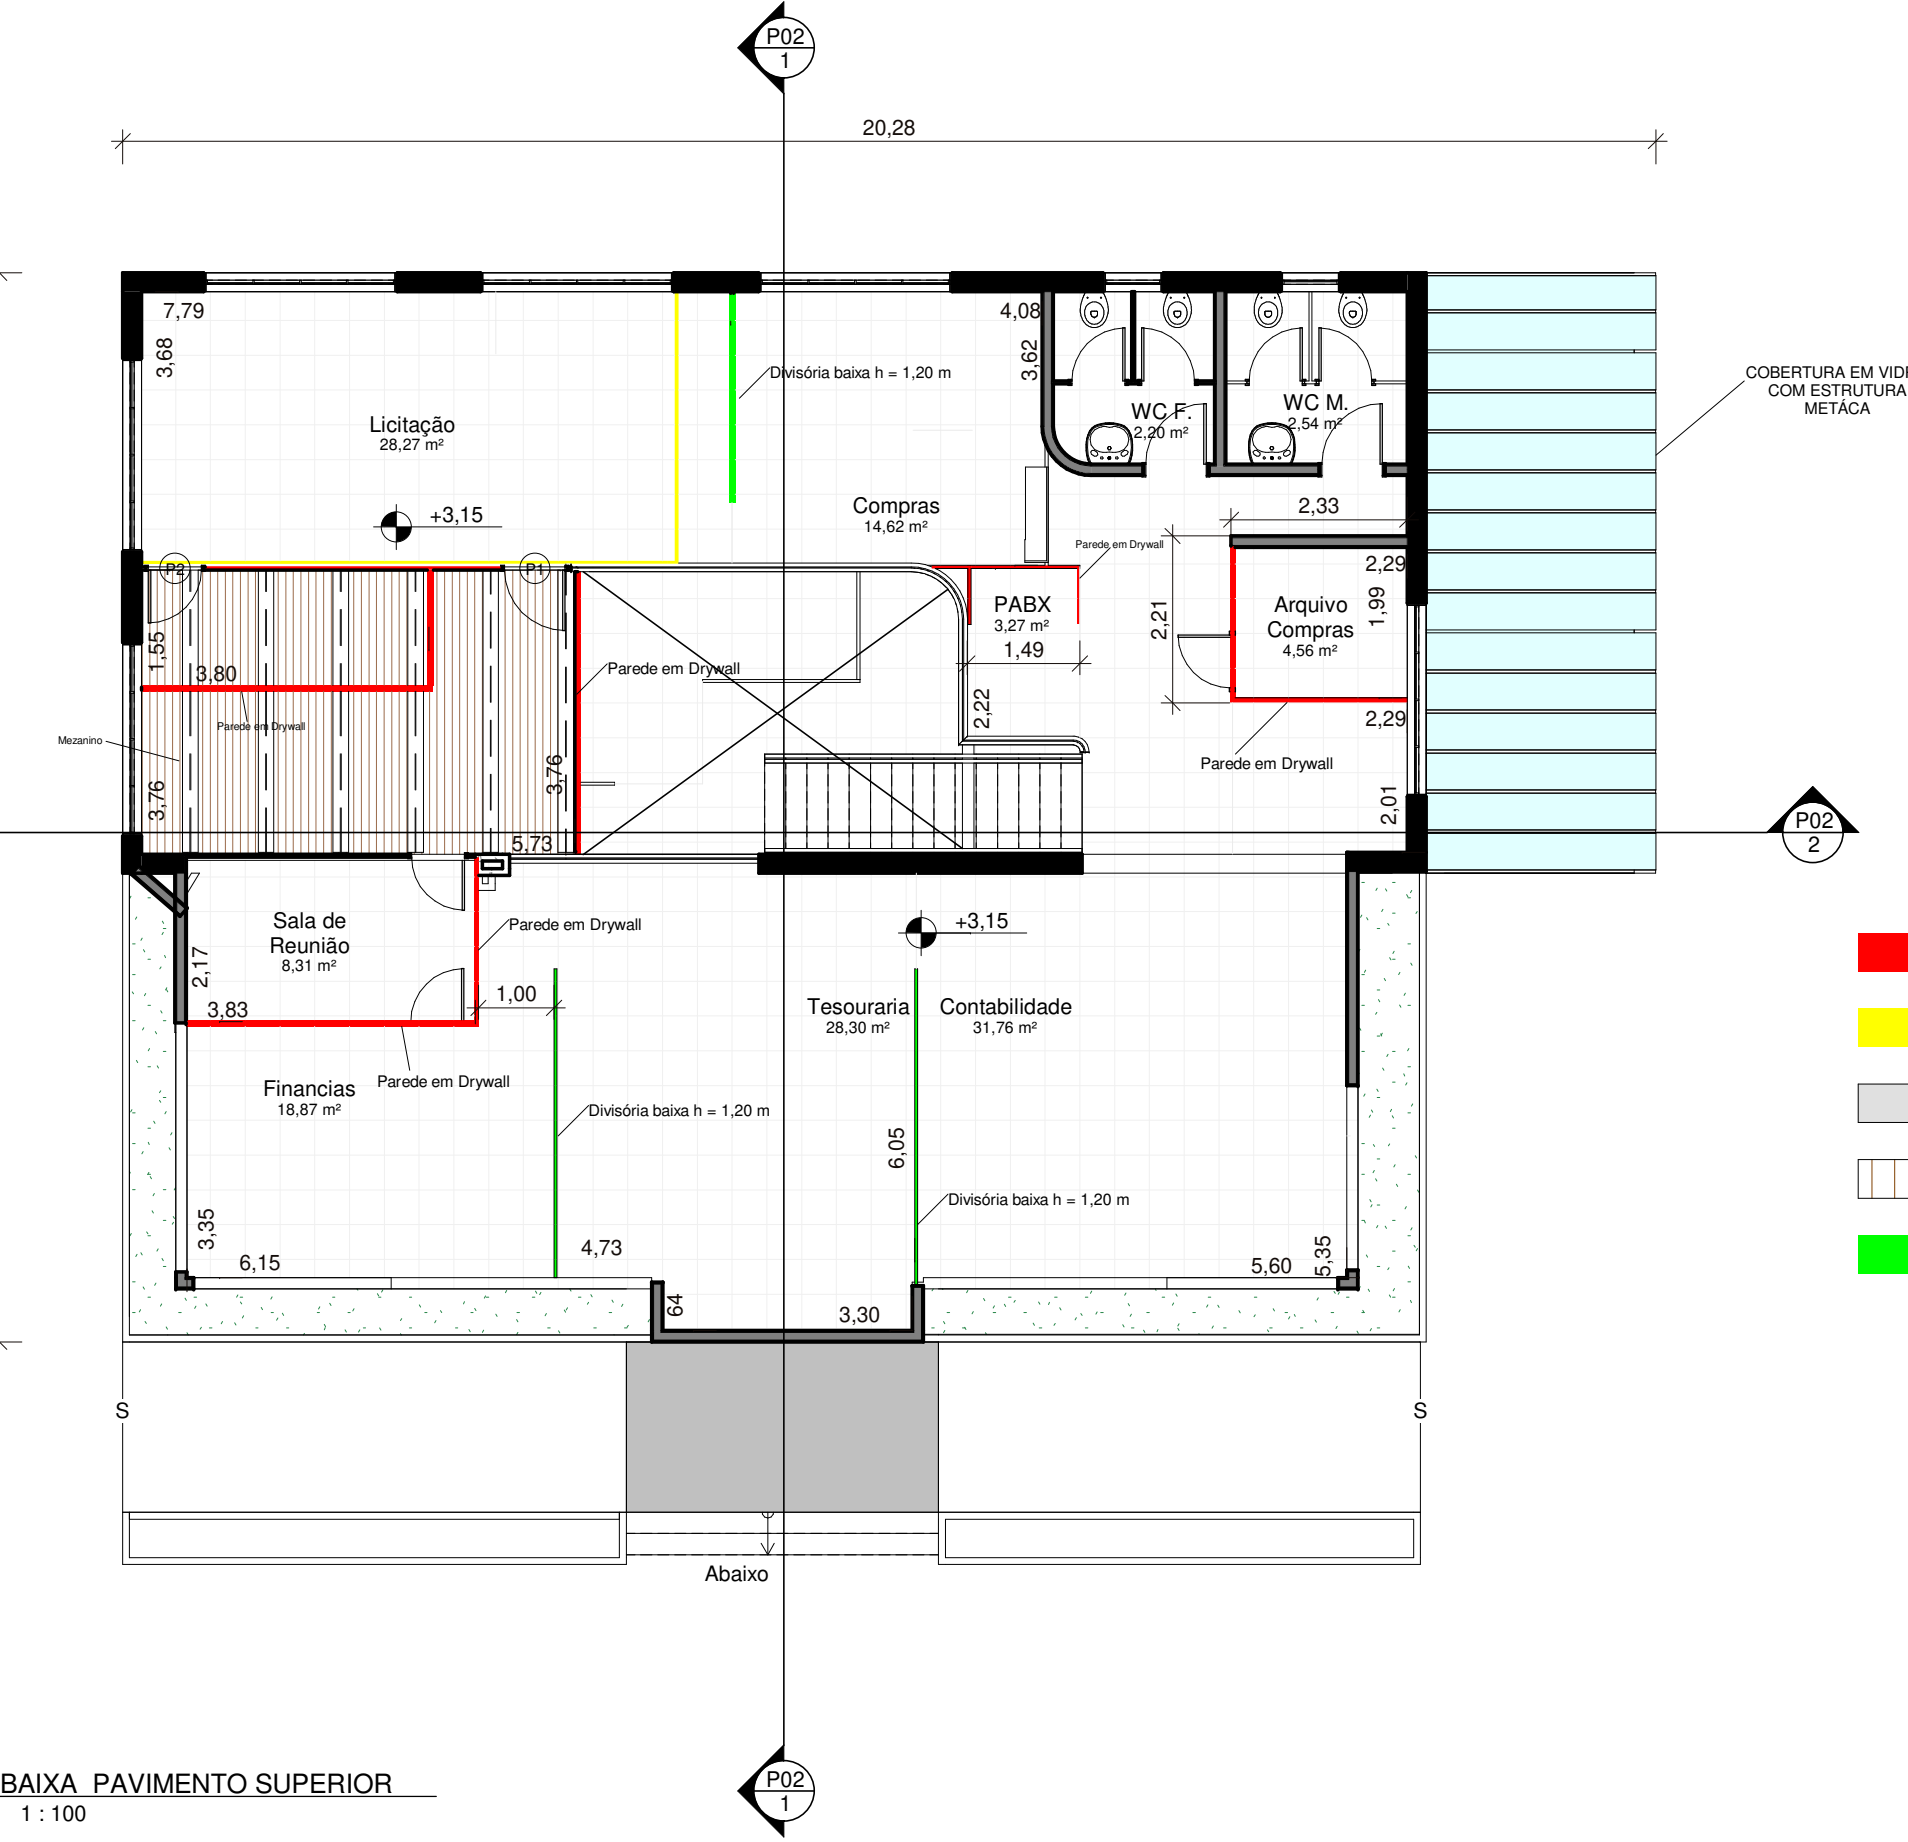 P02
1
20,28
7,79
3,68
4,08
3,62
Divisória baixa h = 1,20 m
COBERTURA EM
COM ESTRUTURA
METÁCA
Licitação
28,27 m²
WC F.
2,20 m²
WC M.
2,54 m²
+3,15
Compras
14,62 m²
2,33
Parede em Drywall
P2
P1
2,29
PABX
3,27 m²
1,49
2,21
Arquivo
Compras
4,56 m²
1,99
1,55
3,80
Parede em Drywall
Parede em Drywall
2,22
2,29
Mezanino
Parede em Drywall
3,76
3,76
2,01
5,73
P02
2
Sala de
Reunião
8,31 m²
Parede em Drywall
+3,15
2,17
3,83
1,00
Tesouraria
28,30 m²
Contabilidade
31,76 m²
Financias
18,87 m²
Parede em Drywall
Divisória baixa h = 1,20 m
6,05
Divisória baixa h = 1,20 m
3,35
6,15
4,73
5,60
5,35
64
3,30
S
S
Abaixo
BAIXA PAVIMENTO SUPERIOR
1 : 100
P02
1